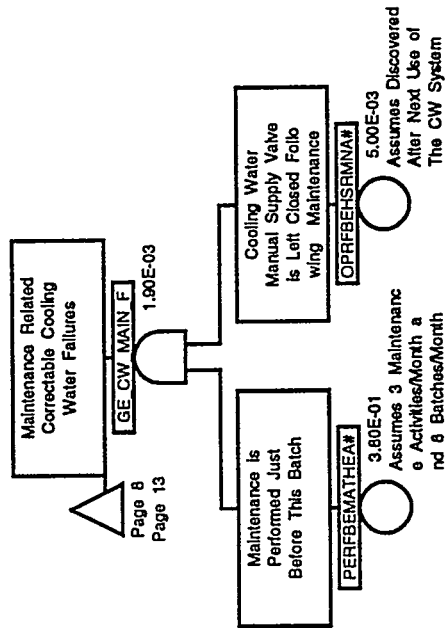 Maintenance Related
Correctable Cooling
Water Failures
GE CW MAIN F
1.90E-03
Page 8
Page 13
Maintenance is
Performed Just
Before This Batch
PERFBEMATHEA#
3.80E-01
Assumes 3 Maintenanc
e Activities/Month a
nd 8 Batches/Month
Cooling Water
Manual Supply Valve
is Left Closed Follo
wing Maintenance
OPRFBEHSRMNA#
5.00E-03
Assumes Discovered
After Next Use of
The CW System